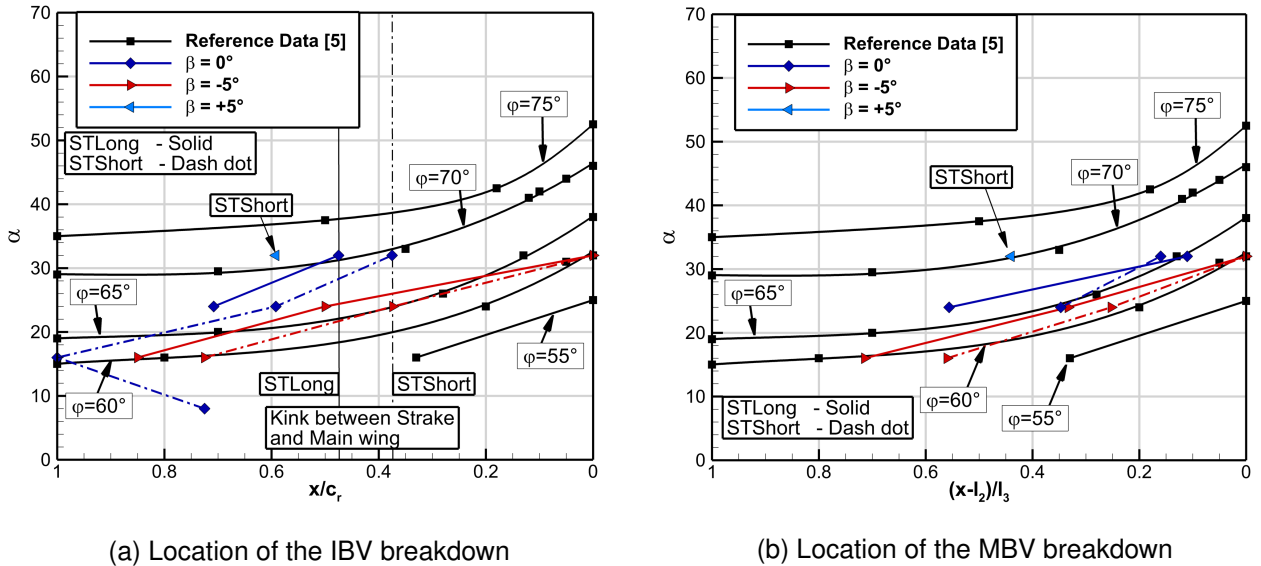 70
60
50
40
30
20
10
0
α
Reference Data [5]
β = 0°
β = -5°
β = +5°
STLong - Solid
STShort - Dash dot
φ=75°
φ=70°
STShort
φ=65°
φ=60°
φ=55°
STLong
STShort
Kink between Strake
and Main wing
1 0.8 0.6 0.4 0.2 0
x/cᵣ
(a) Location of the IBV breakdown
70
60
50
40
30
20
10
0
α
Reference Data [5]
β = 0°
β = -5°
β = +5°
φ=75°
φ=70°
STShort
φ=65°
φ=60°
φ=55°
STLong - Solid
STShort - Dash dot
1 0.8 0.6 0.4 0.2 0
(x-l₂)/l₃
(b) Location of the MBV breakdown